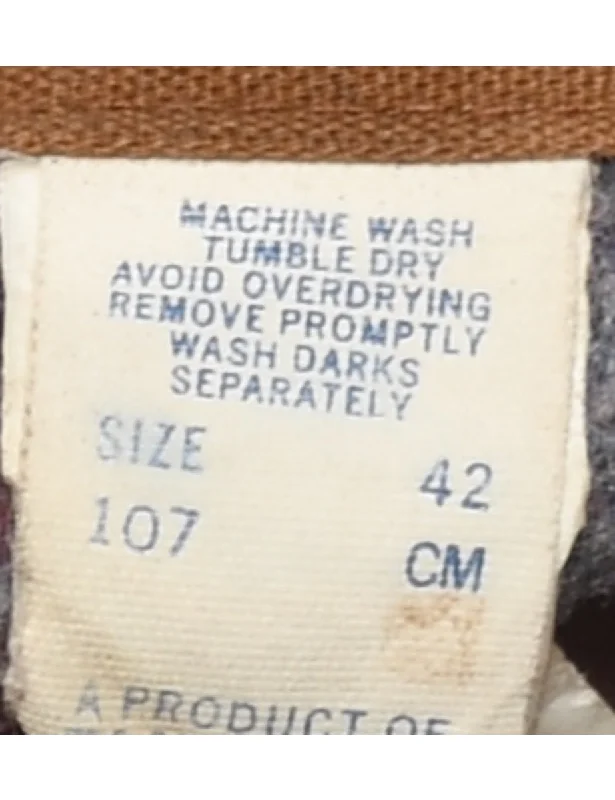 MACHINE WASH
TUMBLE DRY
AVOID OVERDRYING
REMOVE PROMPTLY
WASH DARKS
SEPARATELY
SIZE 42
107 CM
A PRODUCT OF